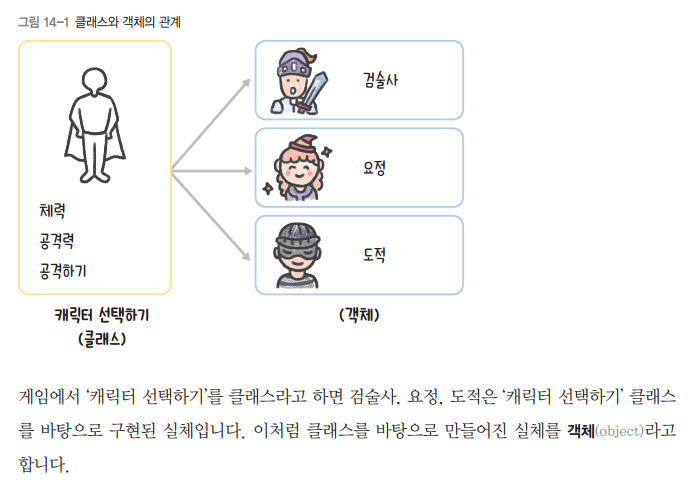 그림 14-1 클래스와 객체의 관계
체력
공격력
공격하기
캐릭터 선택하기
(클래스)
검술사
요정
도적
(객체)
게임에서 ‘캐릭터 선택하기’를 클래스라고 하면 검술사, 요정, 도적은 ‘캐릭터 선택하기’ 클래스
를 바탕으로 구현된 실체입니다. 이처럼 클래스를 바탕으로 만들어진 실체를 객체(object)라고
합니다.